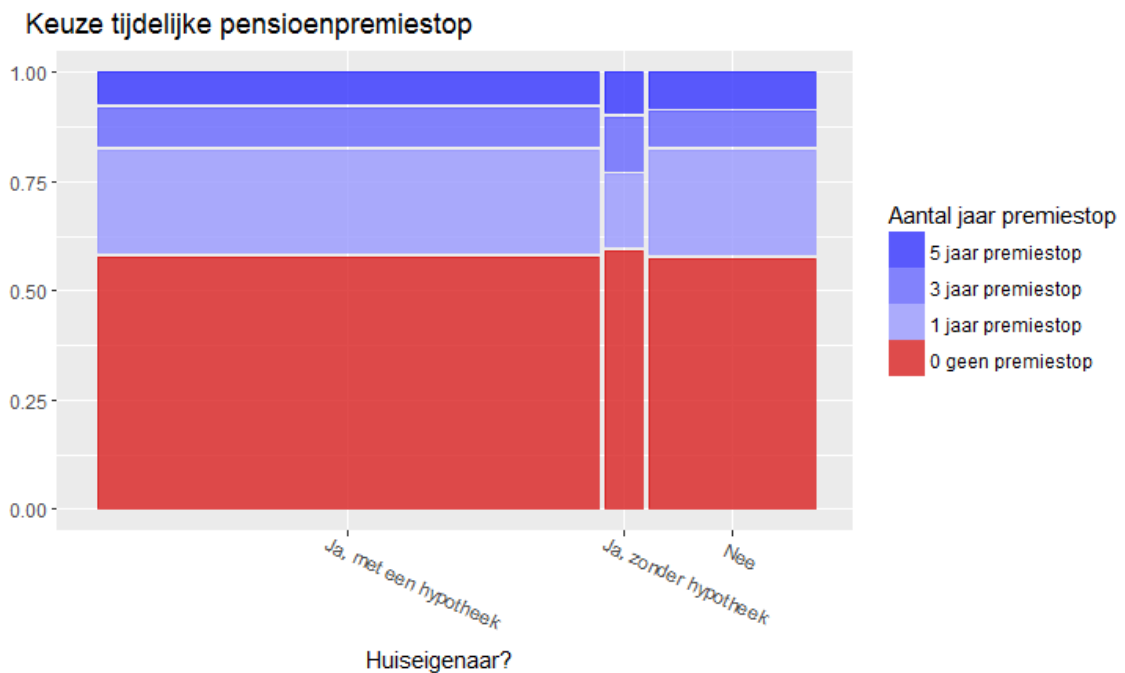 Keuze tijdelijke pensioenpremiestop
1.00
0.75
0.50
0.25
0.00
Ja, met een hypotheek
Ja, zonder hypotheek
Nee
Huiseigenaar?
Aantal jaar premiestop
5 jaar premiestop
3 jaar premiestop
1 jaar premiestop
0 geen premiestop